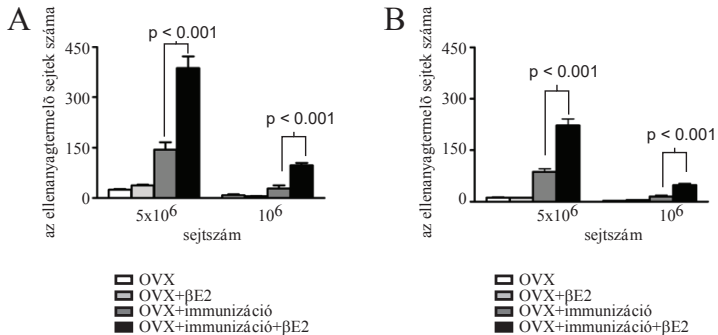 A
az ellenanyagtermelő sejtek száma
450
300
150
0
p < 0.001
p < 0.001
5x10⁶
10⁶
sejtszám
OVX
OVX+βE2
OVX+immunizáció
OVX+immunizáció+βE2
B
az ellenanyagtermelő sejtek száma
450
300
150
0
p < 0.001
p < 0.001
5x10⁶
10⁶
sejtszám
OVX
OVX+βE2
OVX+immunizáció
OVX+immunizáció+βE2